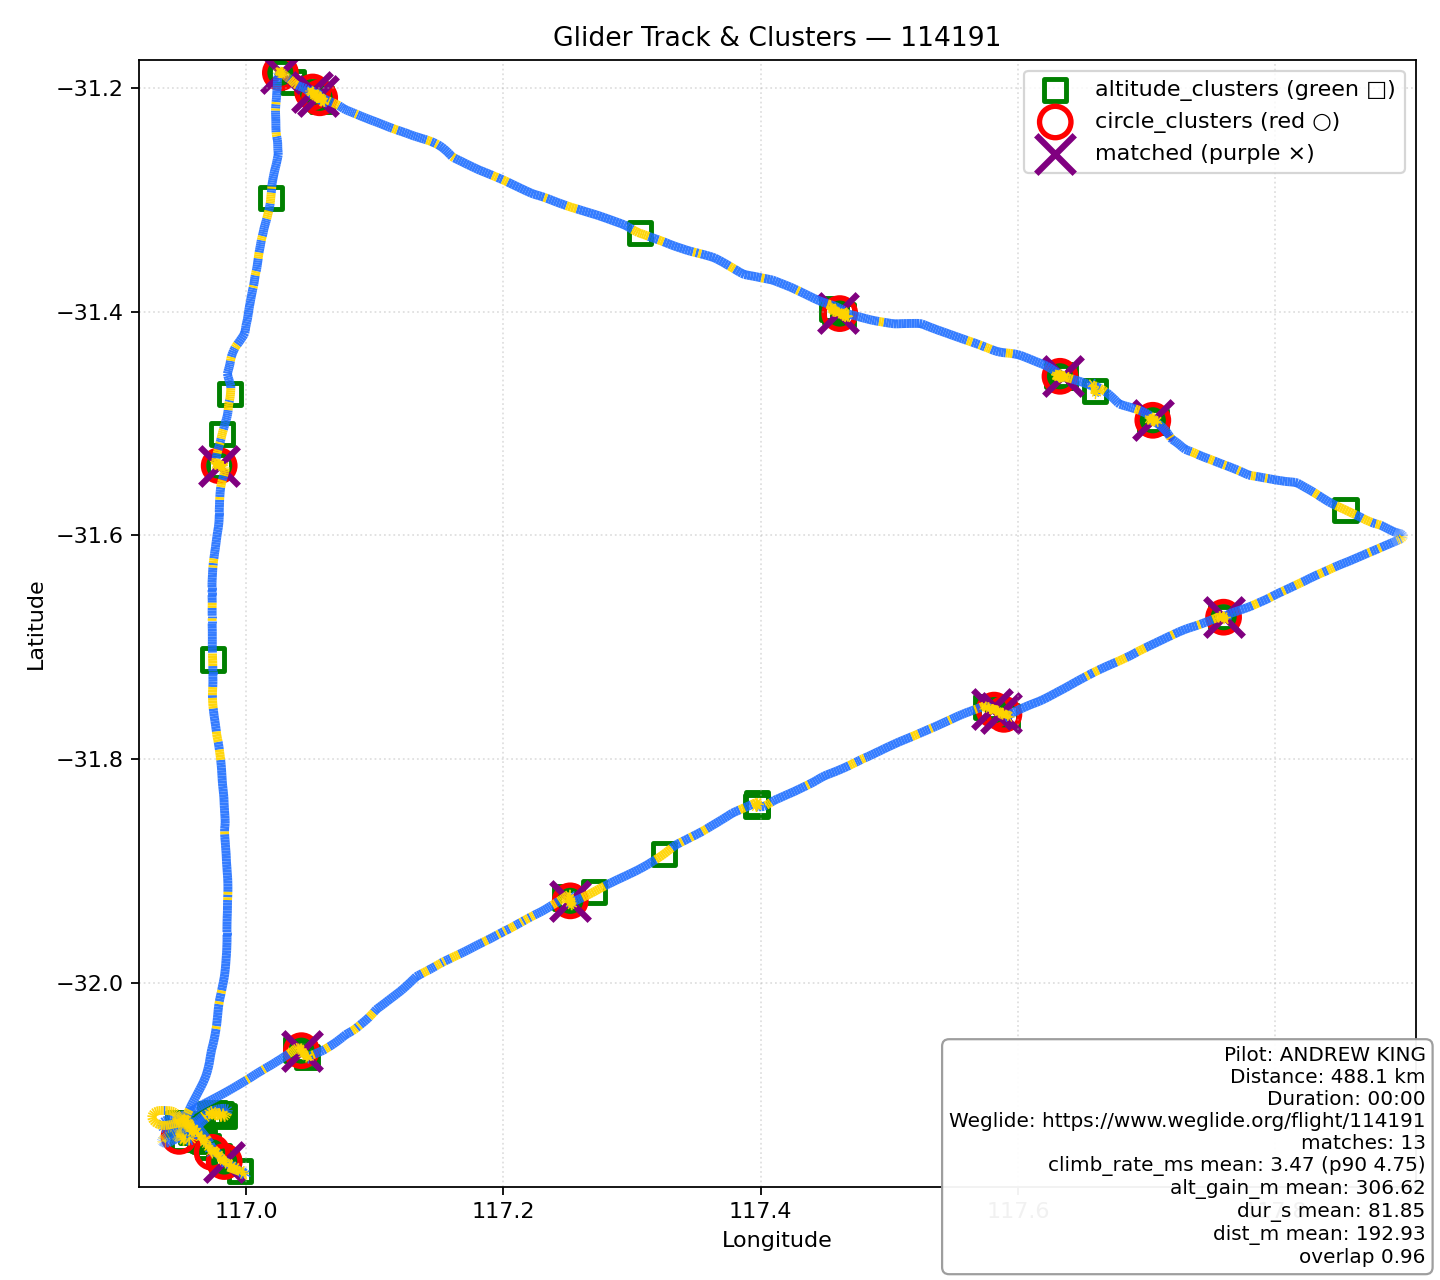 Glider Track & Clusters — 114191
altitude_clusters (green □)
circle_clusters (red ○)
matched (purple ×)
Latitude
−31.2
−31.4
−31.6
−31.8
−32.0
117.0
117.2
117.4
117.6
Longitude
Pilot: ANDREW KING
Distance: 488.1 km
Duration: 00:00
Weglide: https://www.weglide.org/flight/114191
matches: 13
climb_rate_ms mean: 3.47 (p90 4.75)
alt_gain_m mean: 306.62
dur_s mean: 81.85
dist_m mean: 192.93
overlap 0.96